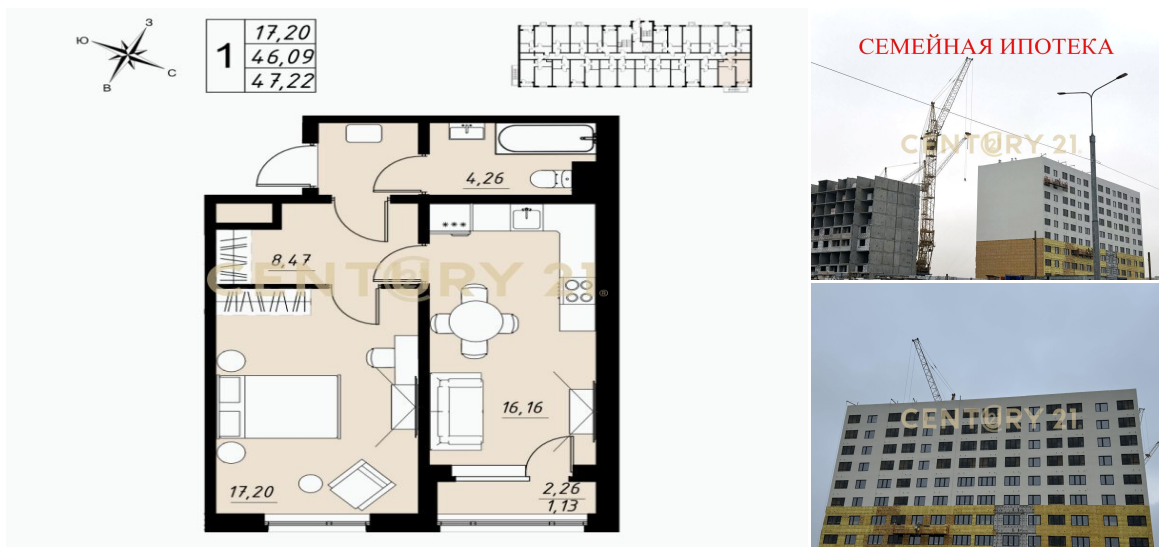 З
Ю
С
В
1
17,20
46,09
47,22
4,26
8,47
CENTURY 21®
16,16
17,20
2,26
1,13
СЕМЕЙНАЯ ИПОТЕКА
CENTURY 21
CENTURY 21